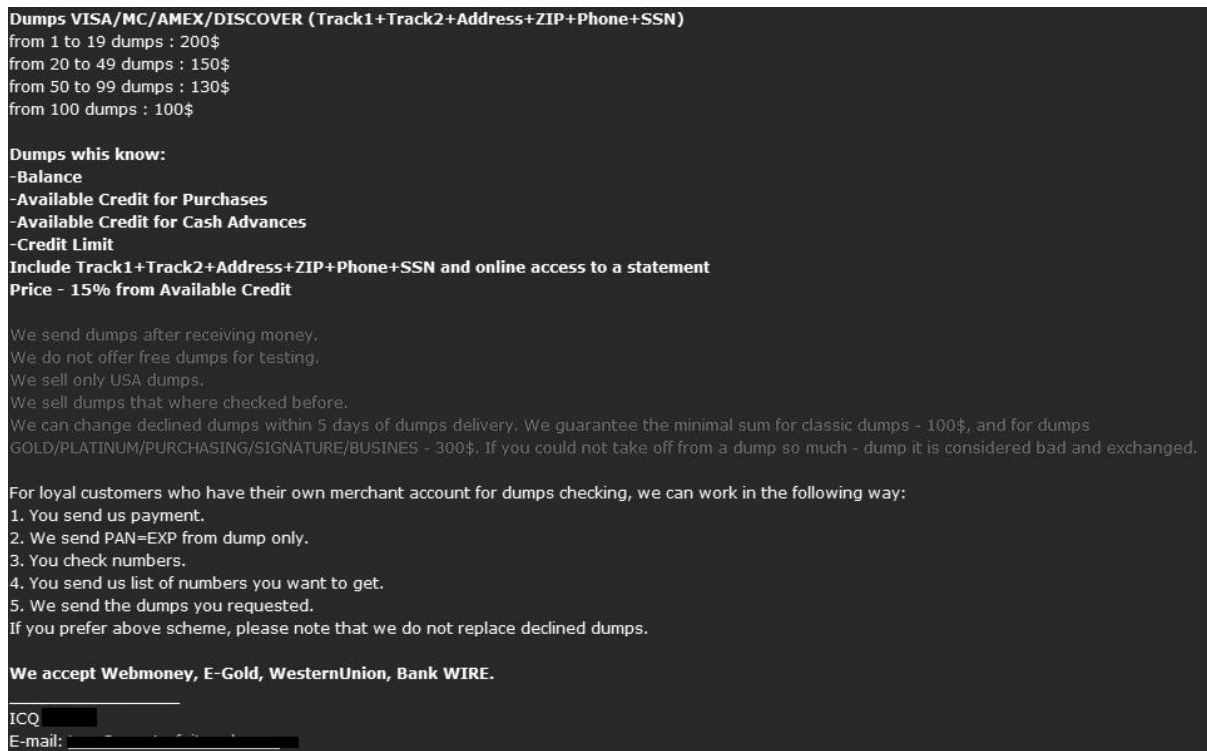 Dumps VISA/MC/AMEX/DISCOVER (Track1+Track2+Address+ZIP+Phone+SSN)
from 1 to 19 dumps : 200$
from 20 to 49 dumps : 150$
from 50 to 99 dumps : 130$
from 100 dumps : 100$
Dumps whis know:
-Balance
-Available Credit for Purchases
-Available Credit for Cash Advances
-Credit Limit
Include Track1+Track2+Address+ZIP+Phone+SSN and online access to a statement
Price - 15% from Available Credit
We send dumps after receiving money.
We do not offer free dumps for testing.
We sell only USA dumps.
We sell dumps that where checked before.
We can change declined dumps within 5 days of dumps delivery. We guarantee the minimal sum for classic dumps - 100$, and for dumps
GOLD/PLATINUM/PURCHASING/SIGNATURE/BUSINES - 300$. If you could not take off from a dump so much - dump it is considered bad and exchanged.
For loyal customers who have their own merchant account for dumps checking, we can work in the following way:
1. You send us payment.
2. We send PAN=EXP from dump only.
3. You check numbers.
4. You send us list of numbers you want to get.
5. We send the dumps you requested.
If you prefer above scheme, please note that we do not replace declined dumps.
We accept Webmoney, E-Gold, WesternUnion, Bank WIRE.
ICQ
E-mail: